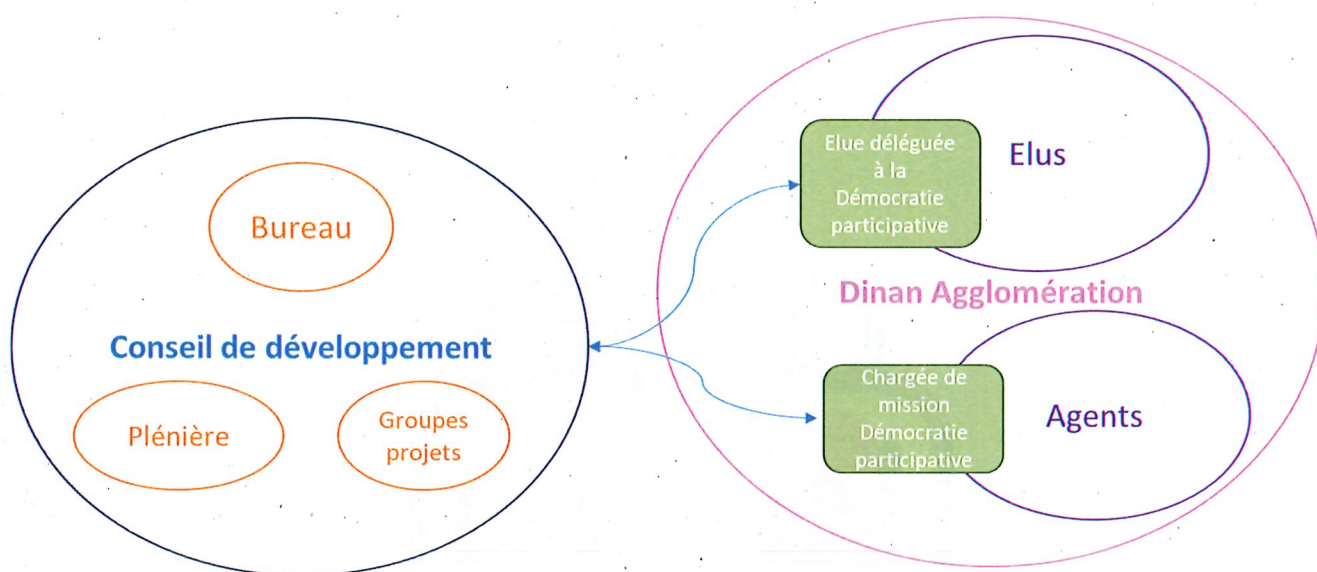 Bureau
Conseil de développement
Plénière
Groupes
projets
Elue déléguée
à la
Démocratie
participative
Elus
Dinan Agglomération
Chargée de
mission
Démocratie
participative
Agents